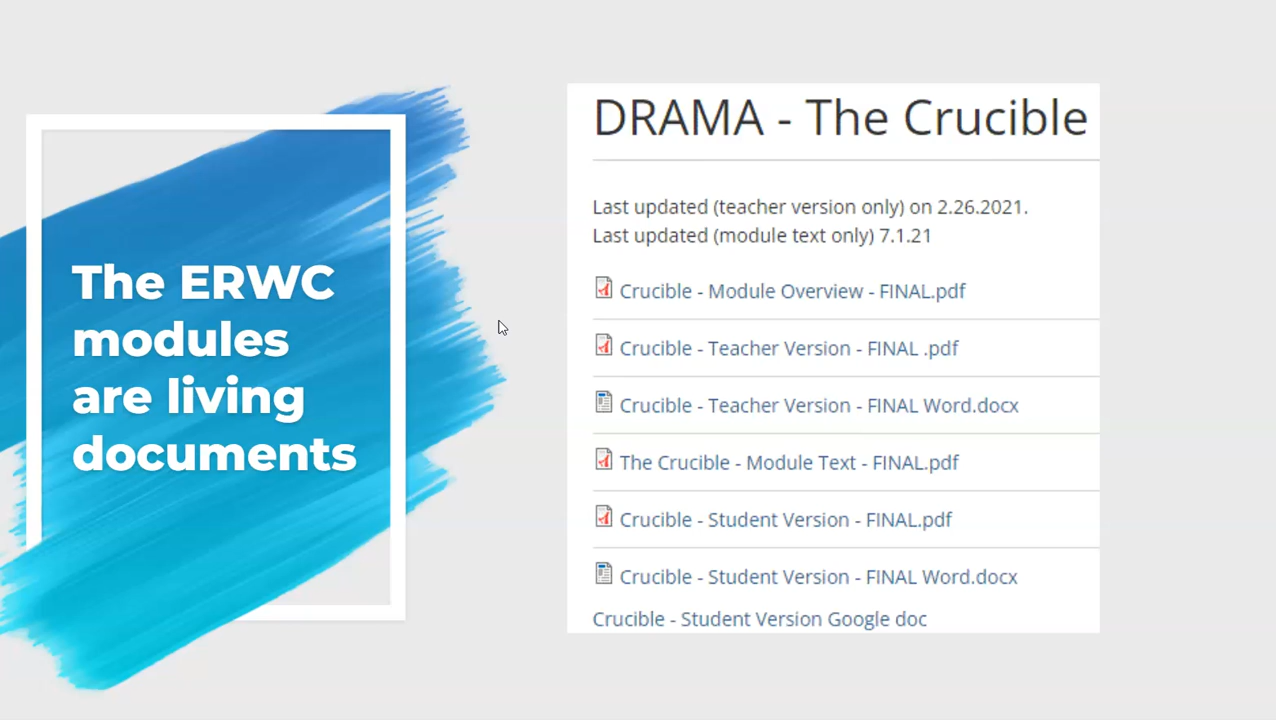 The ERWC
modules
are living
documents
DRAMA - The Crucible
Last updated (teacher version only) on 2.26.2021.
Last updated (module text only) 7.1.21
Crucible - Module Overview - FINAL.pdf
Crucible - Teacher Version - FINAL .pdf
Crucible - Teacher Version - FINAL Word.docx
The Crucible - Module Text - FINAL.pdf
Crucible - Student Version - FINAL.pdf
Crucible - Student Version - FINAL Word.docx
Crucible - Student Version Google doc